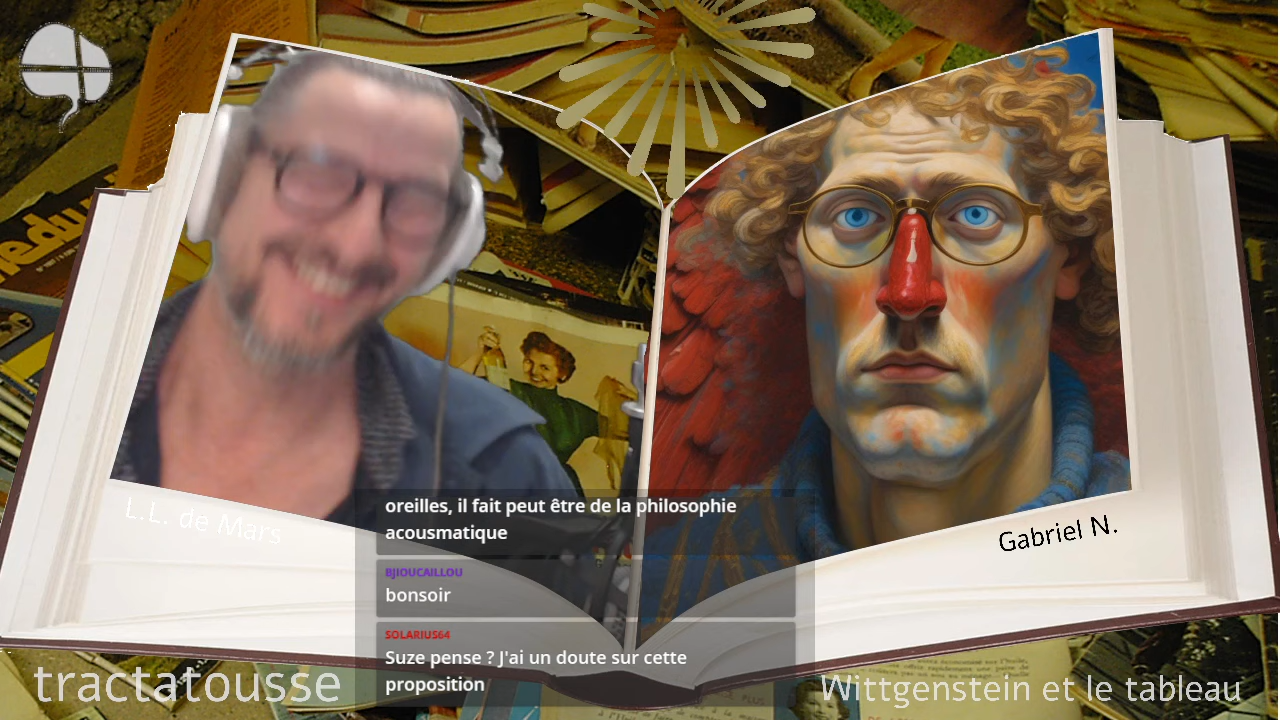 L.L. de Mars
Gabriel N.
oreilles, il fait peut être de la philosophie
acousmatique
BJIOUCAILLOU
bonsoir
SOLARIUS64
Suze pense ? J'ai un doute sur cette
proposition
tractatousse
Wittgenstein et le tableau